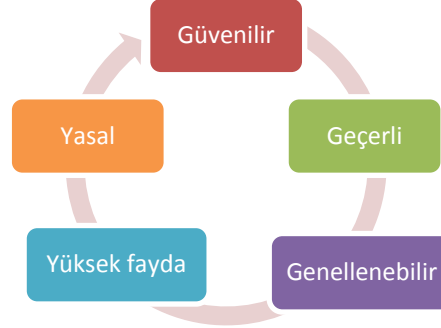 Güvenilir
Geçerli
Genellenebilir
Yüksek fayda
Yasal